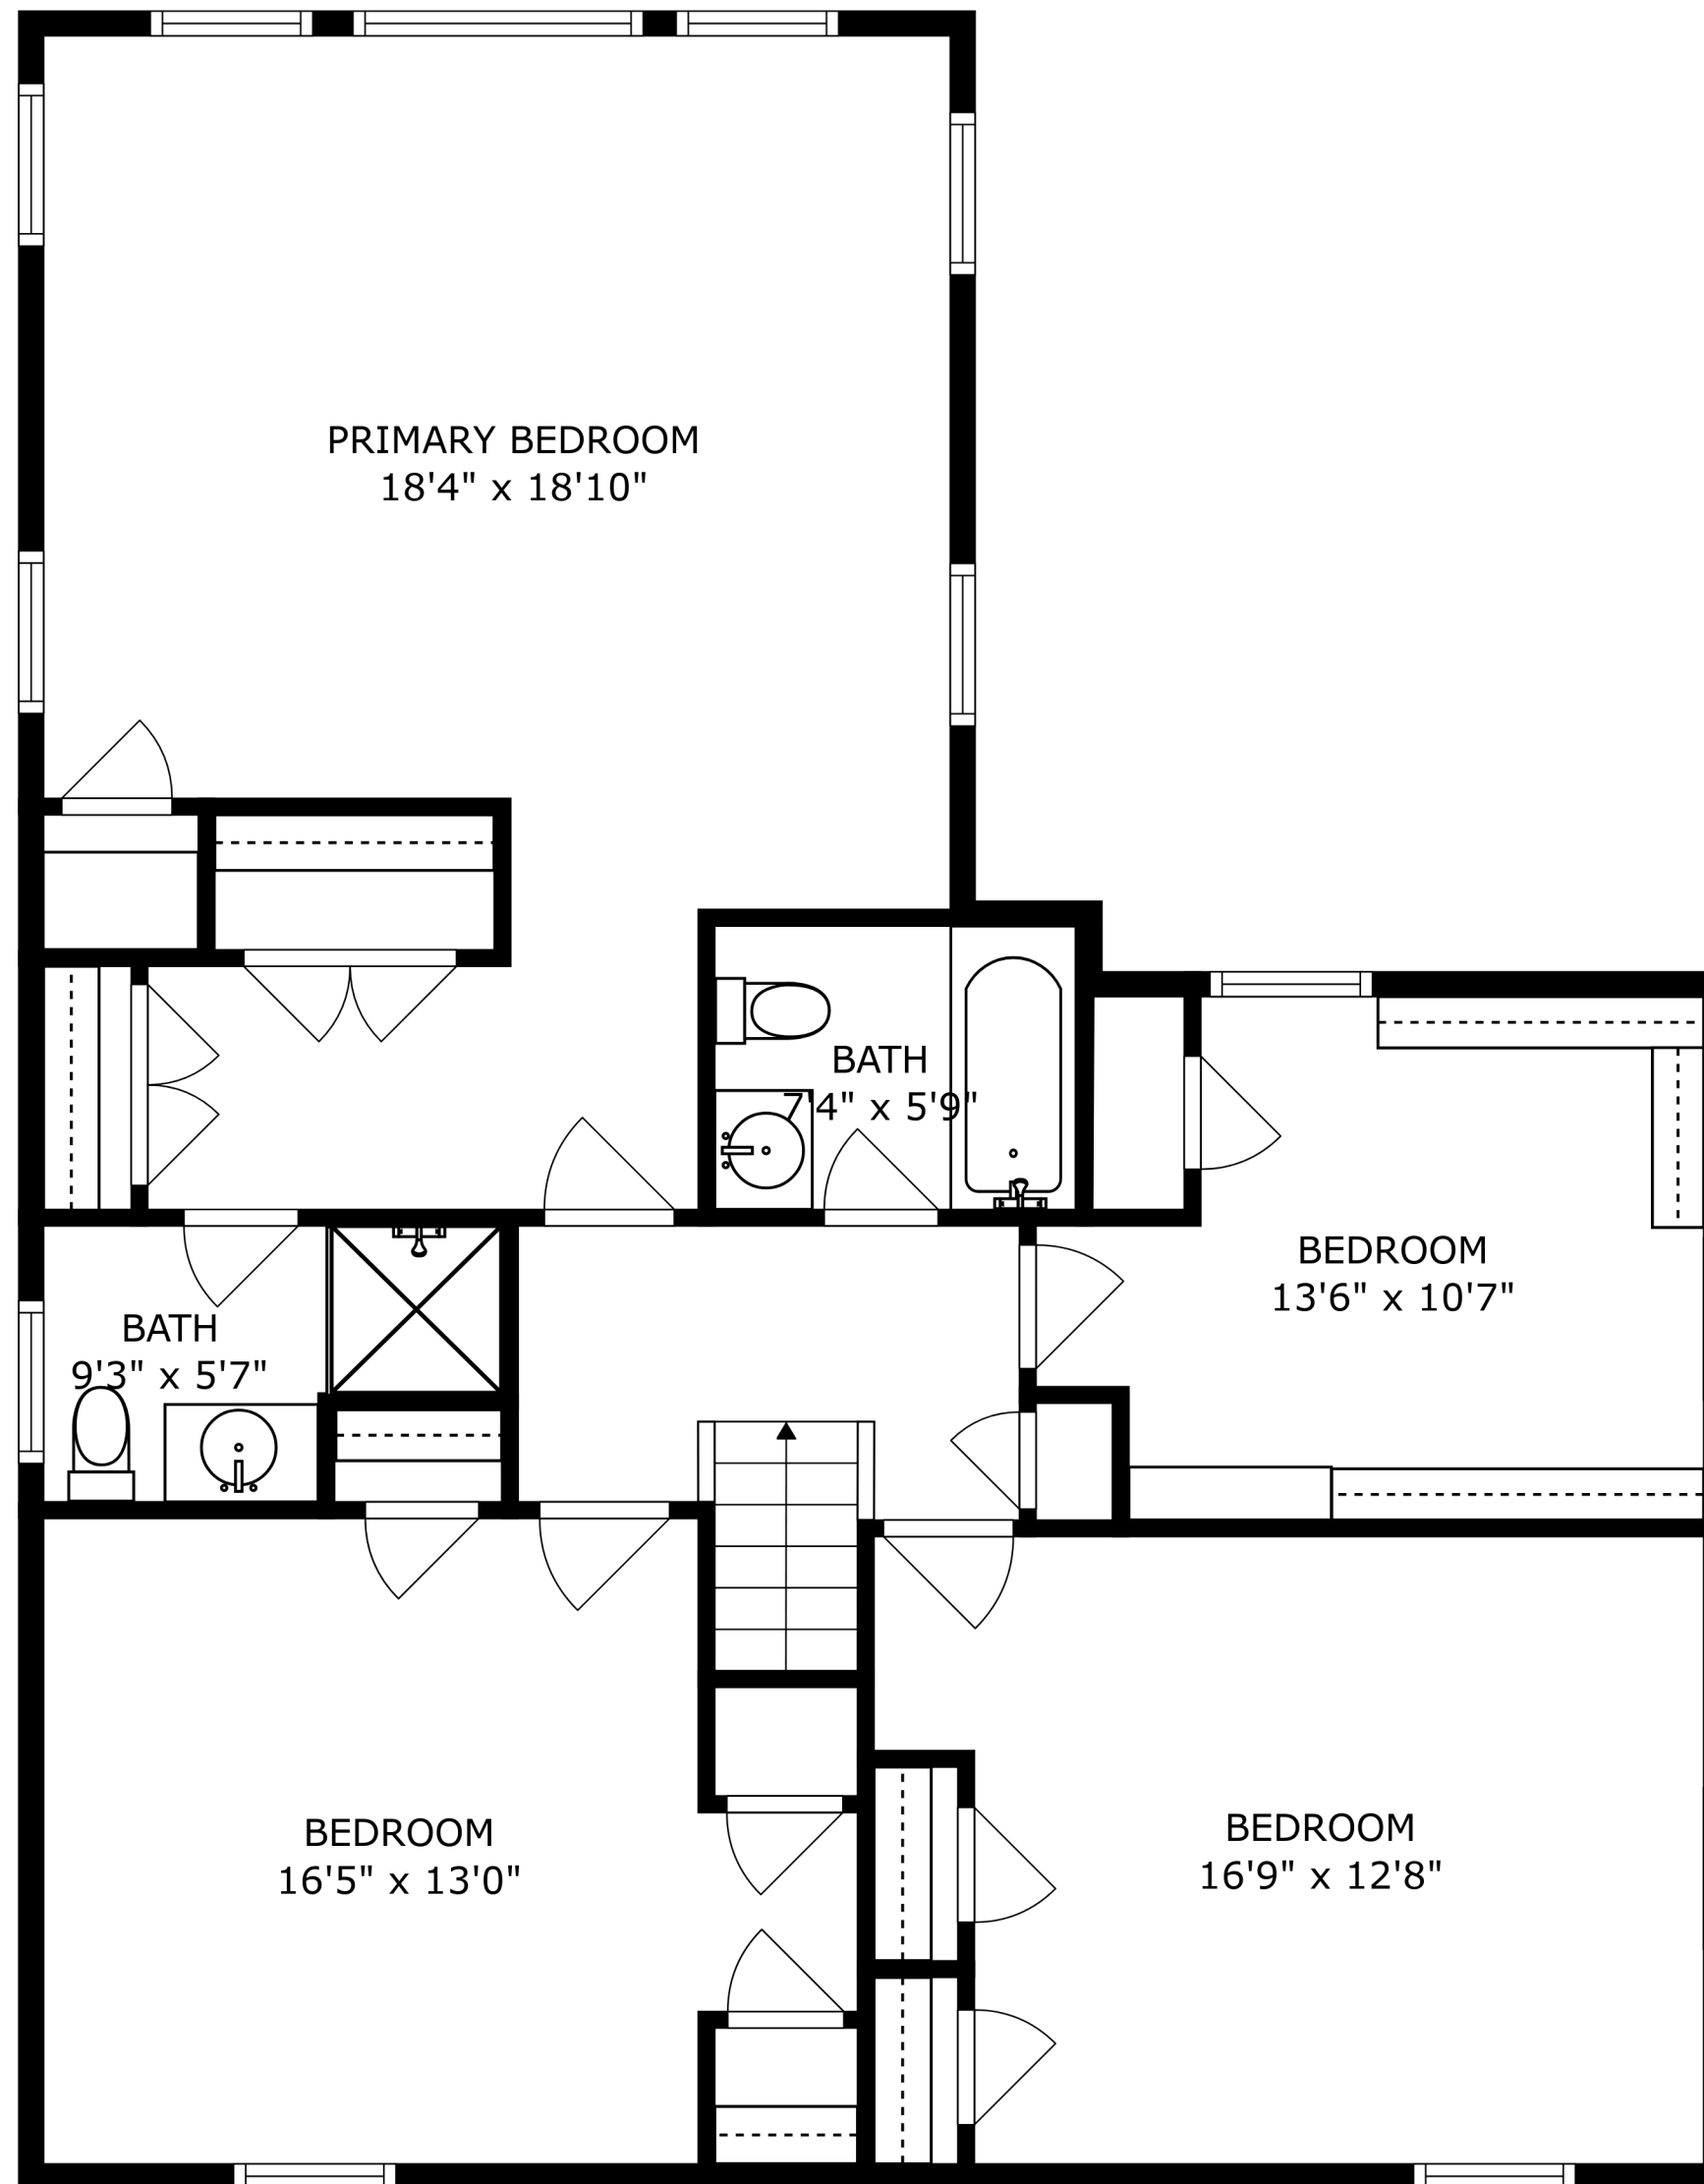 PRIMARY BEDROOM
18'4" x 18'10"
BATH
7'4" x 5'9"
BEDROOM
13'6" x 10'7"
BATH
9'3" x 5'7"
BEDROOM
16'5" x 13'0"
BEDROOM
16'9" x 12'8"